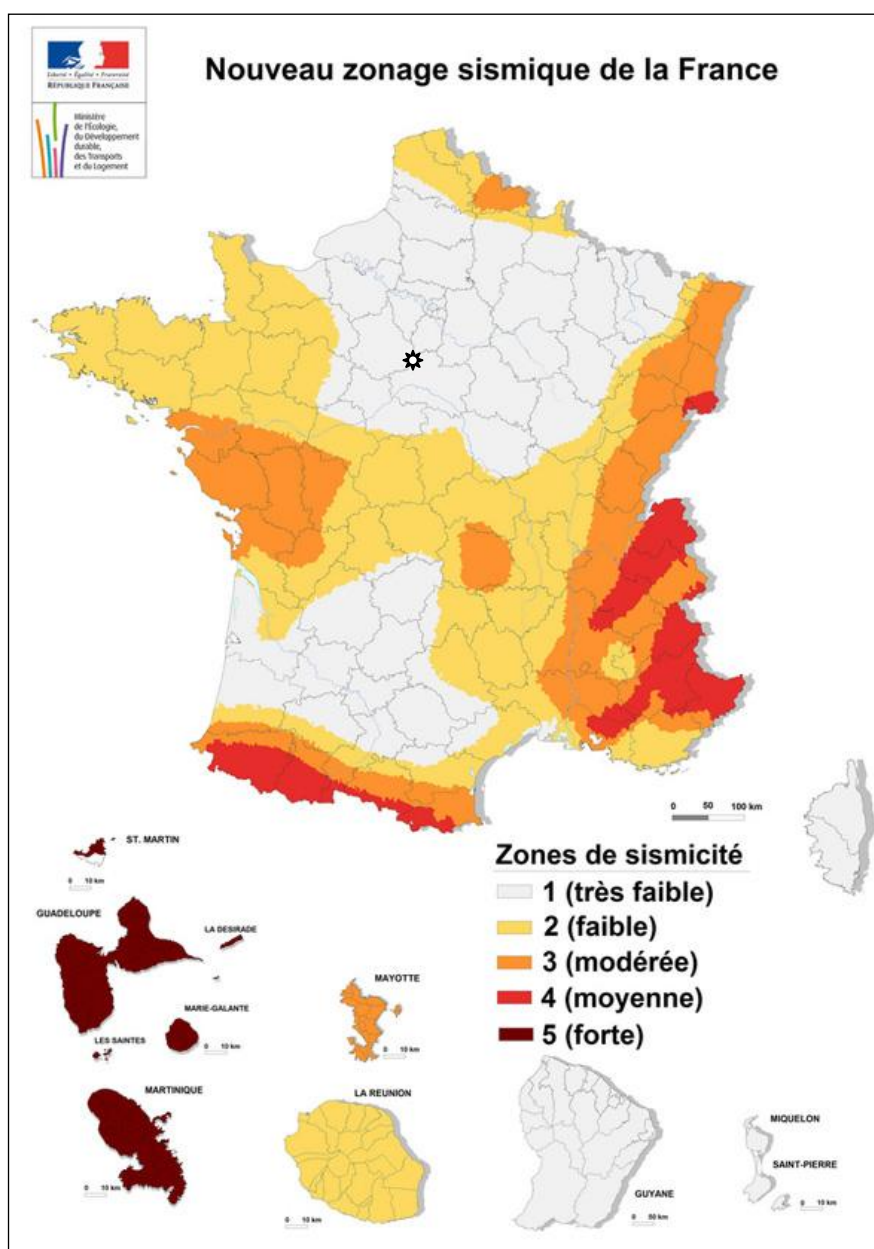 Liberté • Égalité • Fraternité
RÉPUBLIQUE FRANÇAISE
Ministère
de l'Écologie,
du Développement
durable,
des Transports
et du Logement
Nouveau zonage sismique de la France
0 50 100 km
ST. MARTIN
0 10 km
GUADELOUPE
LA DESIRADE
MARIE-GALANTE
LES SAINTES
0 10 km
0 10 km
MARTINIQUE
0 10 km
MAYOTTE
0 10 km
LA REUNION
0 10 km
Zones de sismicité
1 (très faible)
2 (faible)
3 (modérée)
4 (moyenne)
5 (forte)
GUYANE
0 50 km
MIQUELON
SAINT-PIERRE
0 10 km